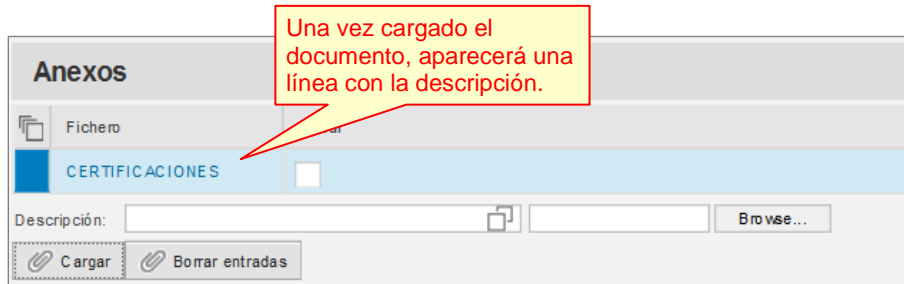 Una vez cargado el
documento, aparecerá una
línea con la descripción.
Anexos
Fichero
CERTIFICACIONES
Descripción:
Browse...
Cargar
Borrar entradas